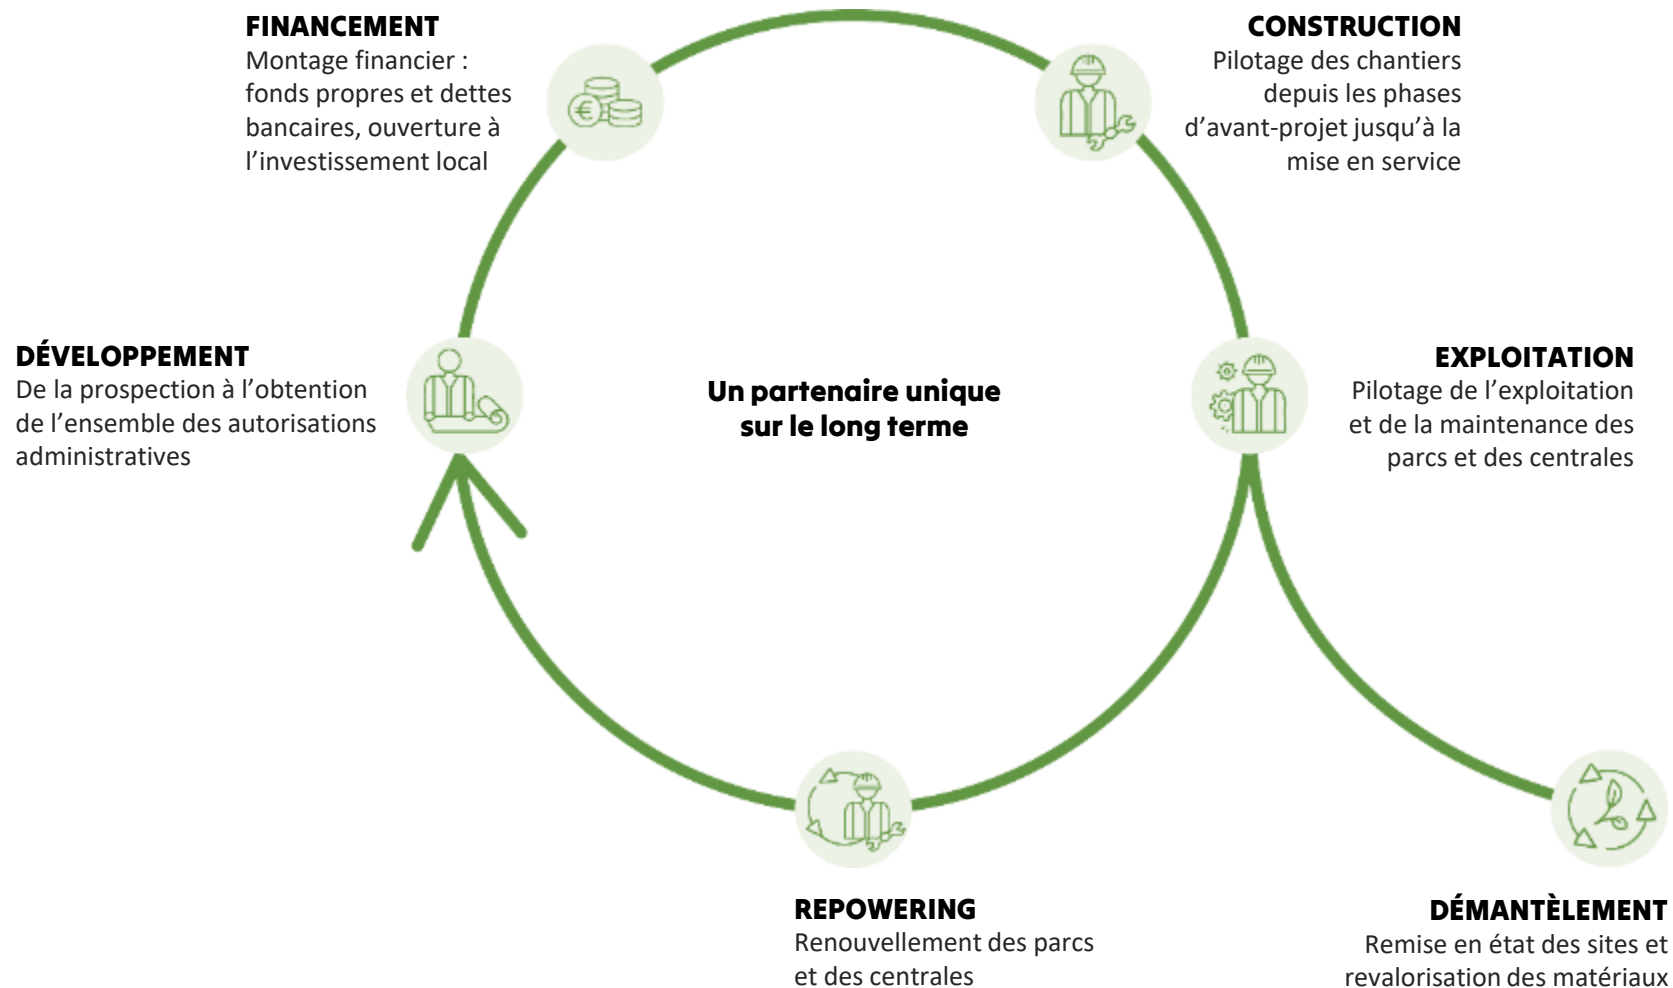 FINANCEMENT
Montage financier :
fonds propres et dettes
bancaires, ouverture à
l’investissement local
CONSTRUCTION
Pilotage des chantiers
depuis les phases
d’avant-projet jusqu’à la
mise en service
DÉVELOPPEMENT
De la prospection à l’obtention
de l’ensemble des autorisations
administratives
Un partenaire unique
sur le long terme
EXPLOITATION
Pilotage de l’exploitation
et de la maintenance des
parcs et des centrales
REPOWERING
Renouvellement des parcs
et des centrales
DÉMANTÈLEMENT
Remise en état des sites et
revalorisation des matériaux